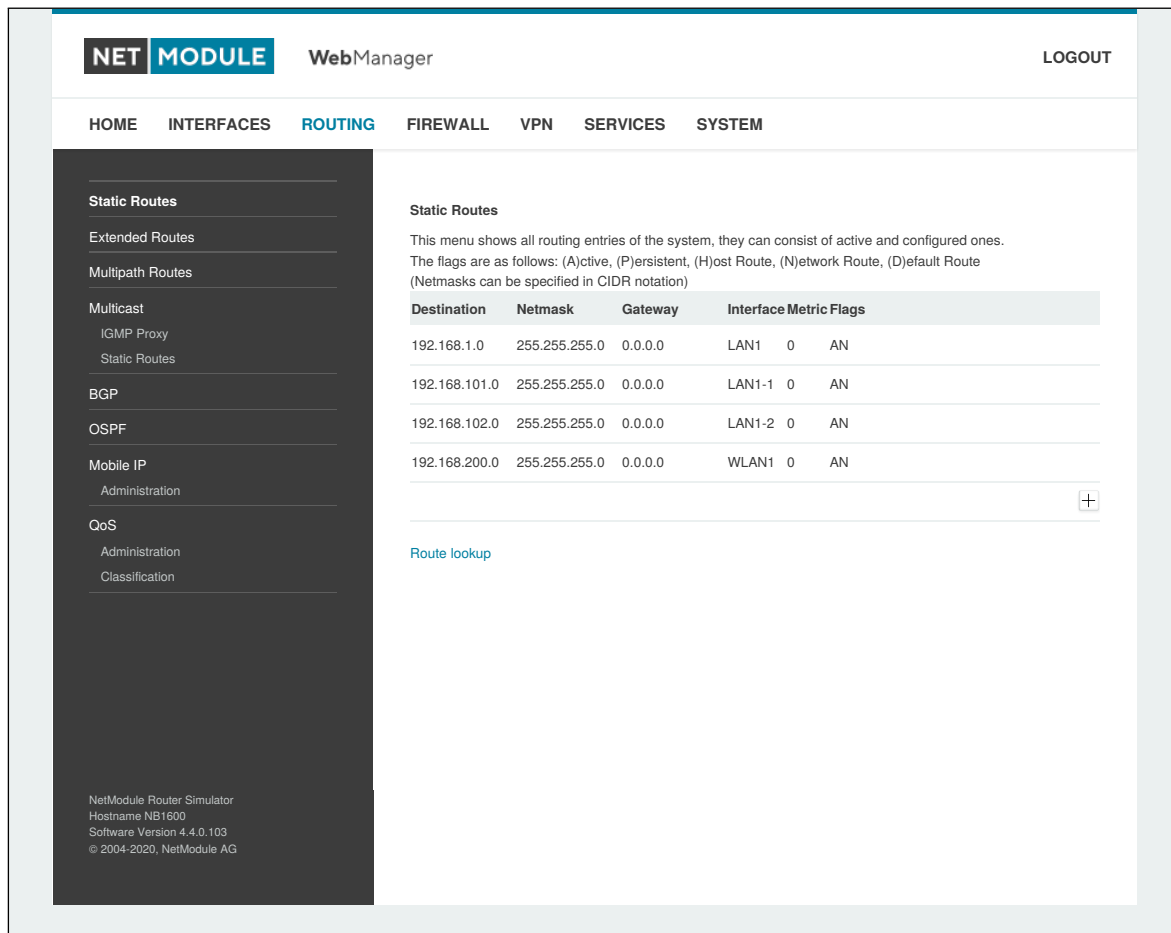 NET MODULE WebManager LOGOUT
HOME INTERFACES ROUTING FIREWALL VPN SERVICES SYSTEM
Static Routes
Extended Routes
Multipath Routes
Multicast
IGMP Proxy
Static Routes
BGP
OSPF
Mobile IP
Administration
QoS
Administration
Classification
NetModule Router Simulator
Hostname NB1600
Software Version 4.4.0.103
© 2004-2020, NetModule AG
Static Routes
This menu shows all routing entries of the system, they can consist of active and configured ones.
The flags are as follows: (A)ctive, (P)ersistent, (H)ost Route, (N)etwork Route, (D)efault Route
(Netmasks can be specified in CIDR notation)
Destination Netmask Gateway Interface Metric Flags
192.168.1.0 255.255.255.0 0.0.0.0 LAN1 0 AN
192.168.101.0 255.255.255.0 0.0.0.0 LAN1-1 0 AN
192.168.102.0 255.255.255.0 0.0.0.0 LAN1-2 0 AN
192.168.200.0 255.255.255.0 0.0.0.0 WLAN1 0 AN
Route lookup